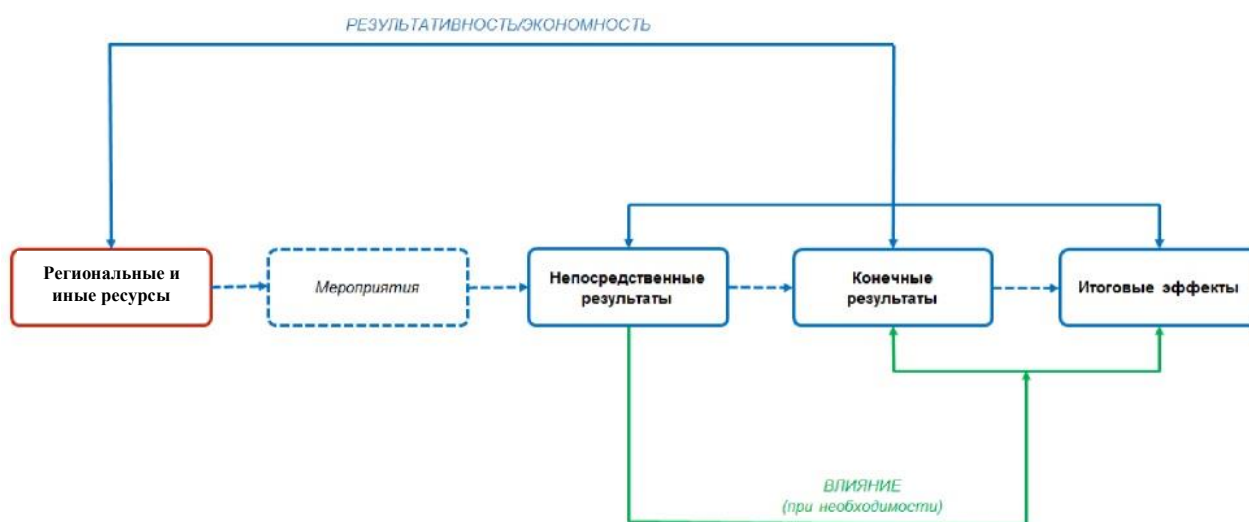 РЕЗУЛЬТАТИВНОСТЬ/ЭКОНОМНОСТЬ
Региональные и
иные ресурсы
Мероприятия
Непосредственные
результаты
Конечные
результаты
Итоговые эффекты
ВЛИЯНИЕ
(при необходимости)